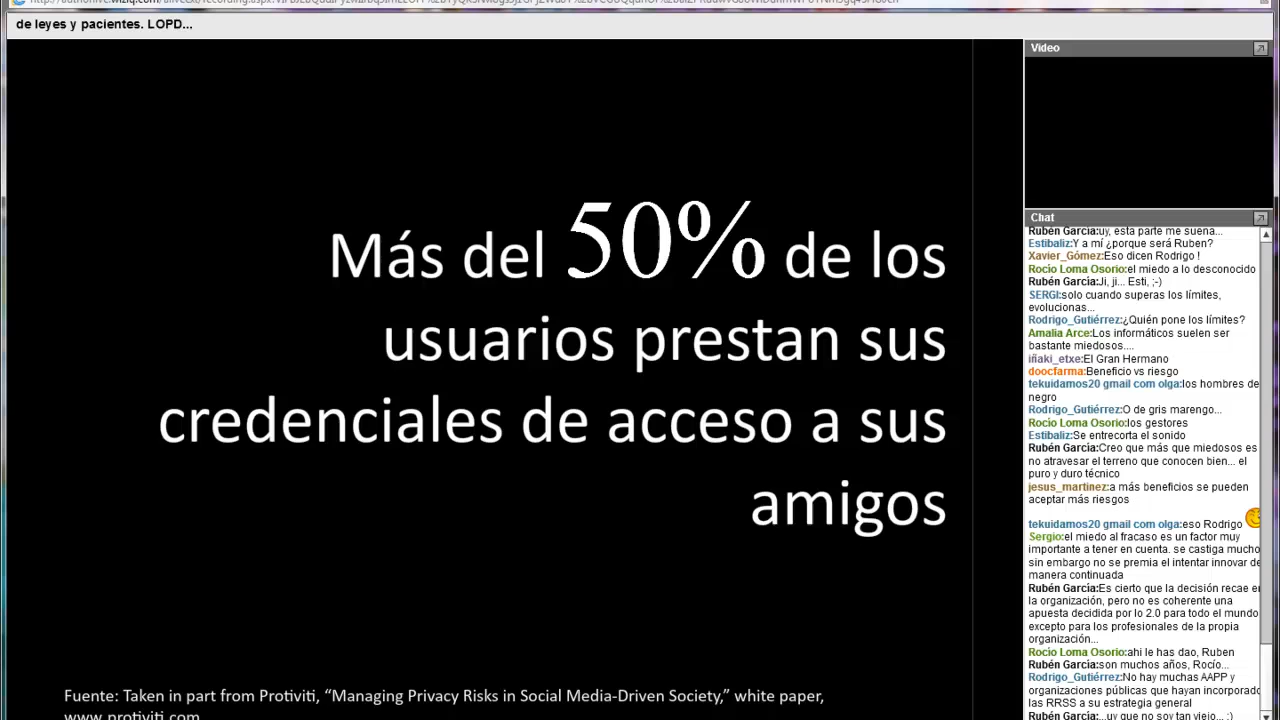 de leyes y pacientes. LOPD...
Más del 50% de los
usuarios prestan sus
credenciales de acceso a sus
amigos
Fuente: Taken in part from Protiviti, “Managing Privacy Risks in Social Media-Driven Society,” white paper,
www.protiviti.com
Video
Chat
Rubén García:uy, esta parte me suena...
Estibaliz:Y a mí ¿porque será Ruben?
Xavier_Gómez:Eso dicen Rodrigo !
Rocío Loma Osorio:el miedo a lo desconocido
Rubén García:Ji, ji... Esti, ;-)
SERGI:solo cuando superas los límites,
evolucionas...
Rodrigo_Gutiérrez:¿Quién pone los límites?
Amalia Arce:Los informáticos suelen ser
bastante miedosos....
iñaki_etxe:El Gran Hermano
doocfarma:Beneficio vs riesgo
tekuidamos20 gmail com olga:los hombres de
negro
Rodrigo_Gutiérrez:O de gris marengo...
Rocío Loma Osorio:los gestores
Estibaliz:Se entrecorta el sonido
Rubén García:Creo que más que miedosos es
no atravesar el terreno que conocen bien... el
puro y duro técnico
jesus_martinez:a más beneficios se pueden
aceptar más riesgos
tekuidamos20 gmail com olga:eso Rodrigo
Sergio:el miedo al fracaso es un factor muy
importante a tener en cuenta. se castiga mucho
sin embargo no se premia el intentar innovar de
manera continuada
Rubén García:Es cierto que la decisión recae en
la organización, pero no es coherente una
apuesta decidida por lo 2.0 para todo el mundo
excepto para los profesionales de la propia
organización...
Rocío Loma Osorio:ahi le has dao, Ruben
Rubén García:son muchos años, Rocío...
Rodrigo_Gutiérrez:No hay muchas AAPP y
organizaciones públicas que hayan incorporado
las RRSS a su estrategia general
Rubén García:...uy que no soy tan viejo... :)